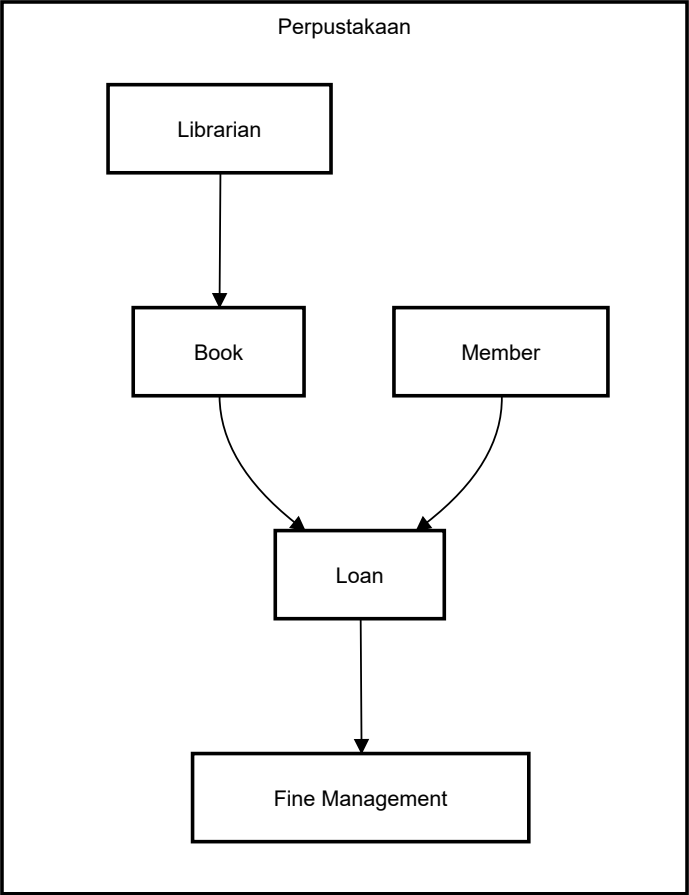 Perpustakaan
Librarian
Book
Member
Loan
Fine Management